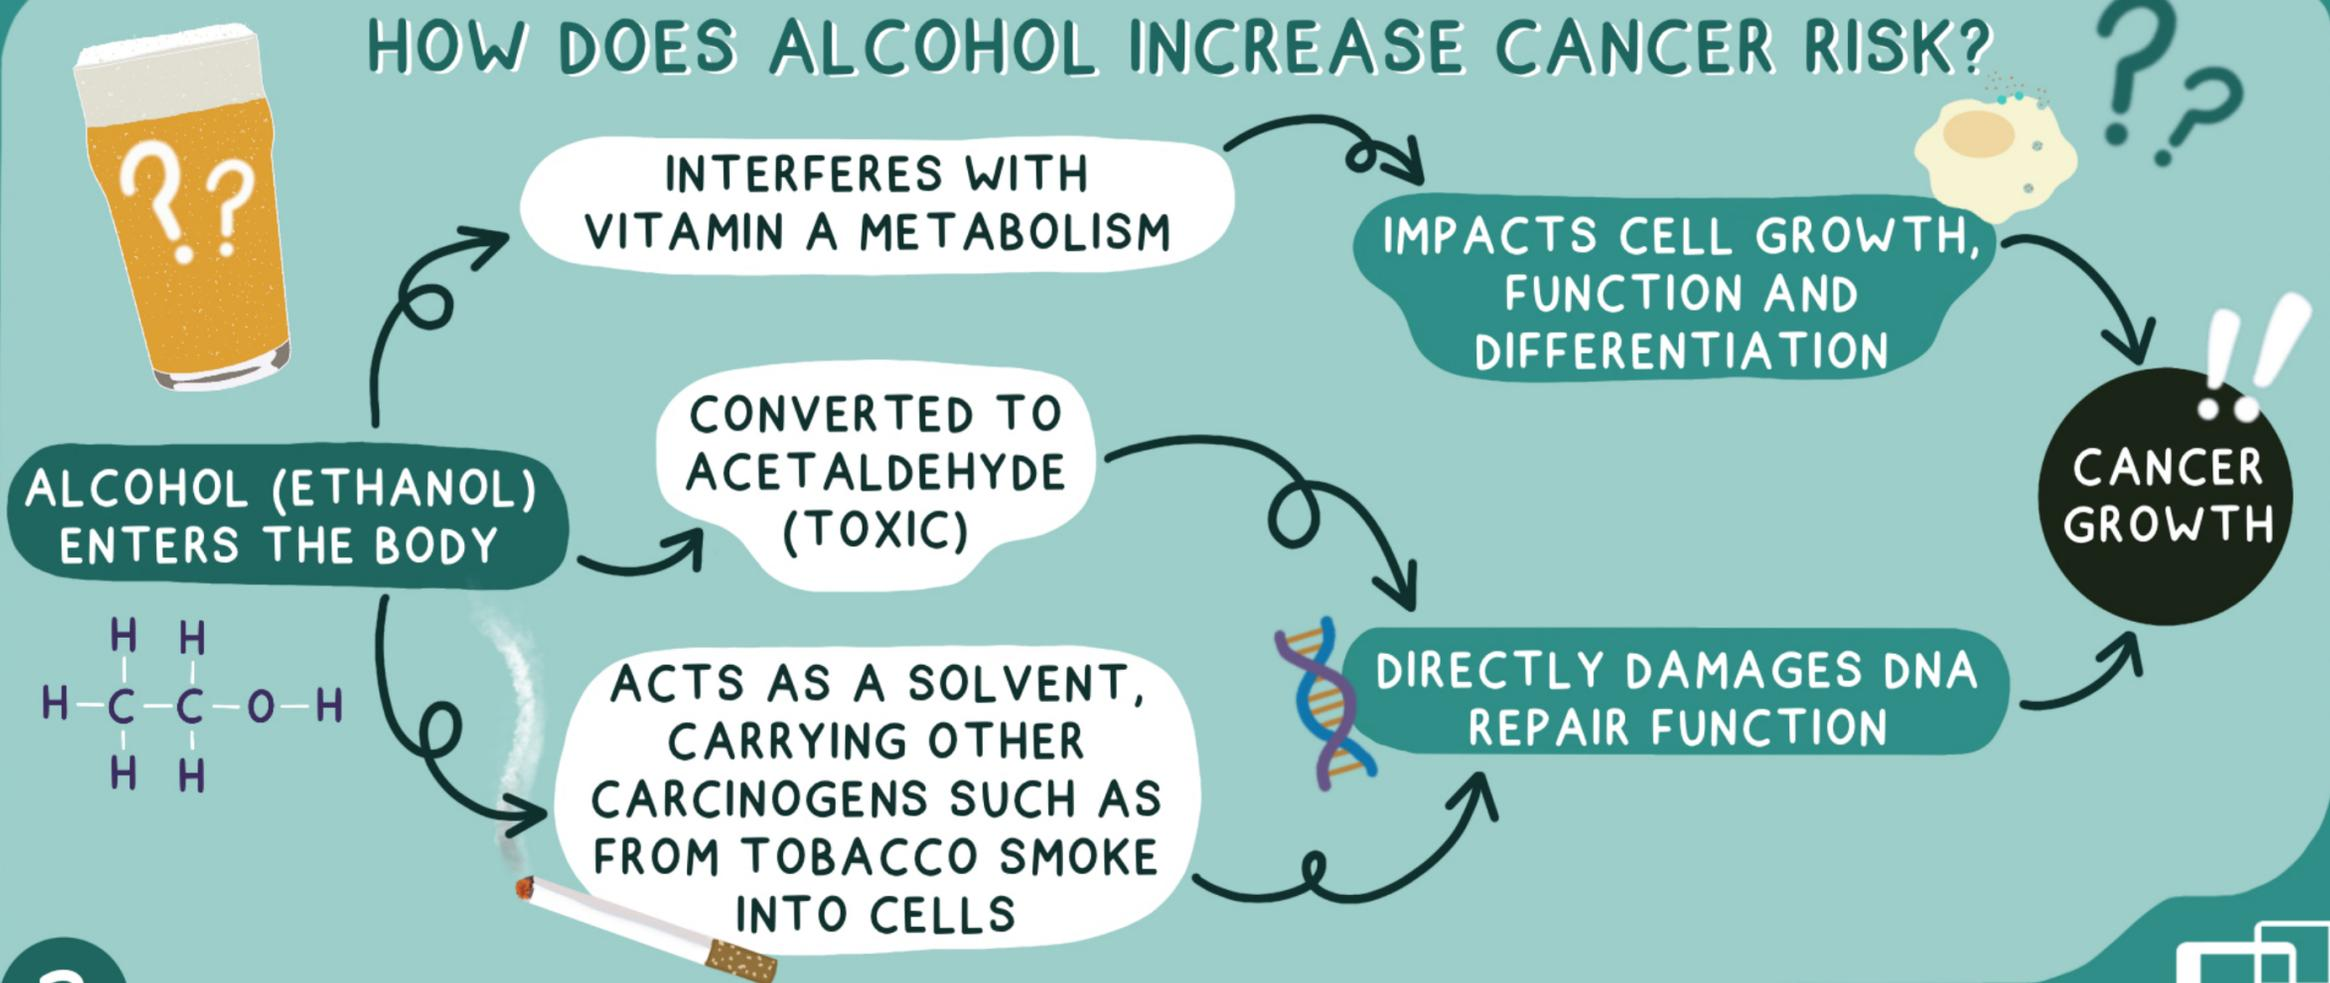 HOW DOES ALCOHOL INCREASE CANCER RISK?
??
??
INTERFERES WITH
VITAMIN A METABOLISM
IMPACTS CELL GROWTH,
FUNCTION AND
DIFFERENTIATION
CONVERTED TO
ACETALDEHYDE
(TOXIC)
!!
CANCER
GROWTH
ALCOHOL (ETHANOL)
ENTERS THE BODY
H H
H-C-C-O-H
H H
ACTS AS A SOLVENT,
CARRYING OTHER
CARCINOGENS SUCH AS
FROM TOBACCO SMOKE
INTO CELLS
DIRECTLY DAMAGES DNA
REPAIR FUNCTION